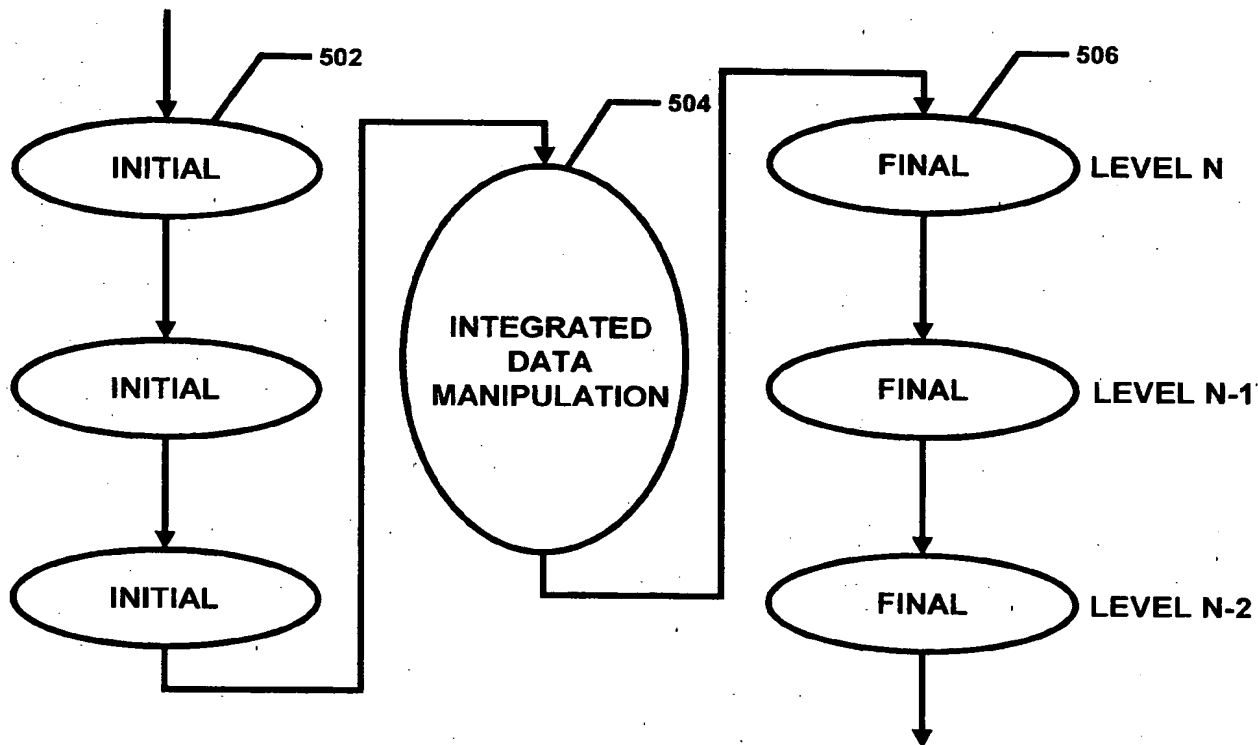 502
504
506
INITIAL
FINAL
LEVEL N
INTEGRATED
DATA
MANIPULATION
INITIAL
FINAL
LEVEL N-1
INITIAL
FINAL
LEVEL N-2